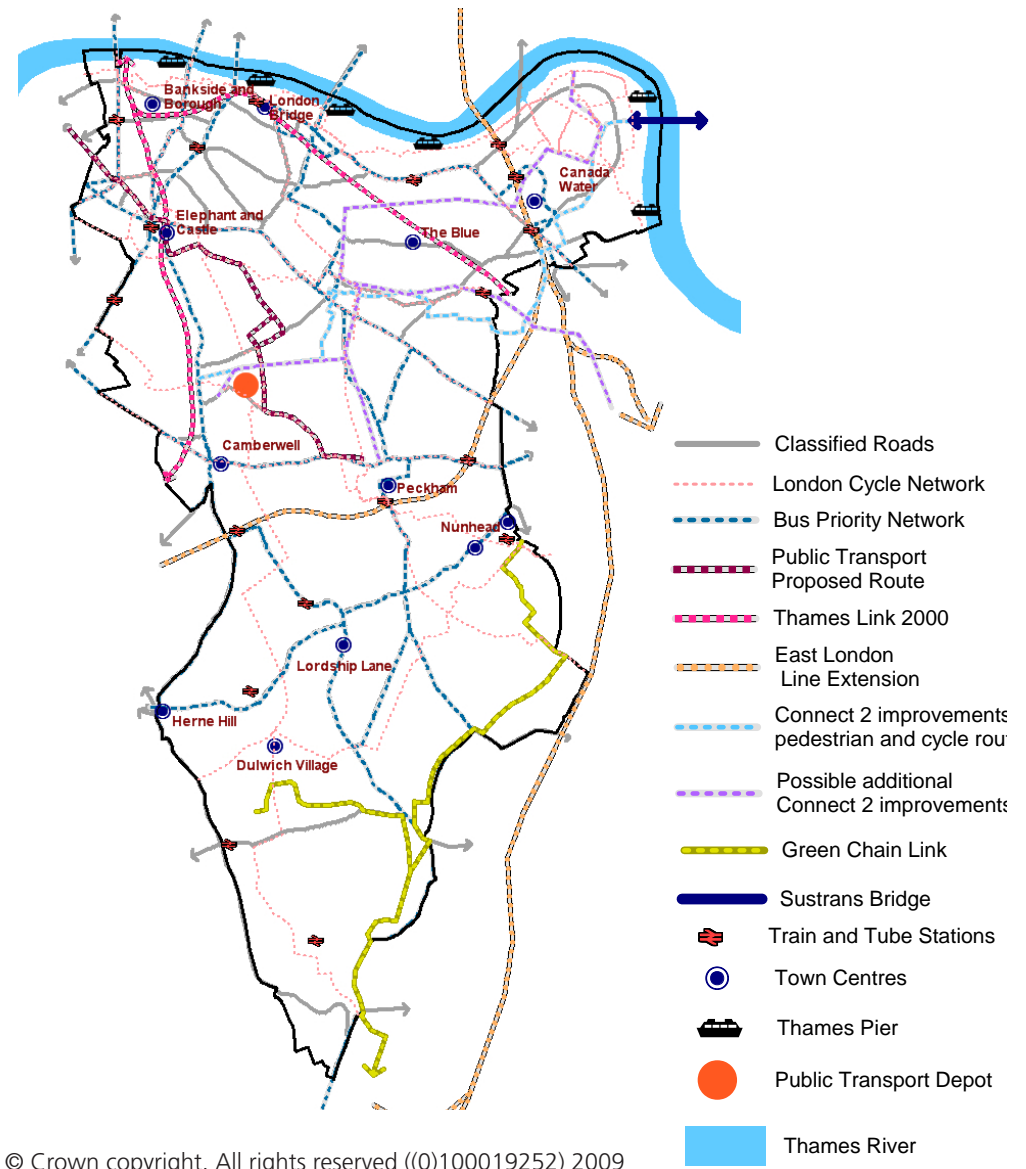 Bankside and
Borough
London
Bridge
Canada
Water
Elephant and
Castle
The Blue
Camberwell
Peckham
Nunhead
Lordship Lane
Herne Hill
Dulwich Village
Classified Roads
London Cycle Network
Bus Priority Network
Public Transport
Proposed Route
Thames Link 2000
East London
Line Extension
Connect 2 improvements
pedestrian and cycle rou
Possible additional
Connect 2 improvements
Green Chain Link
Sustrans Bridge
Train and Tube Stations
Town Centres
Thames Pier
Public Transport Depot
Thames River
© Crown copyright. All rights reserved ((0)100019252) 2009